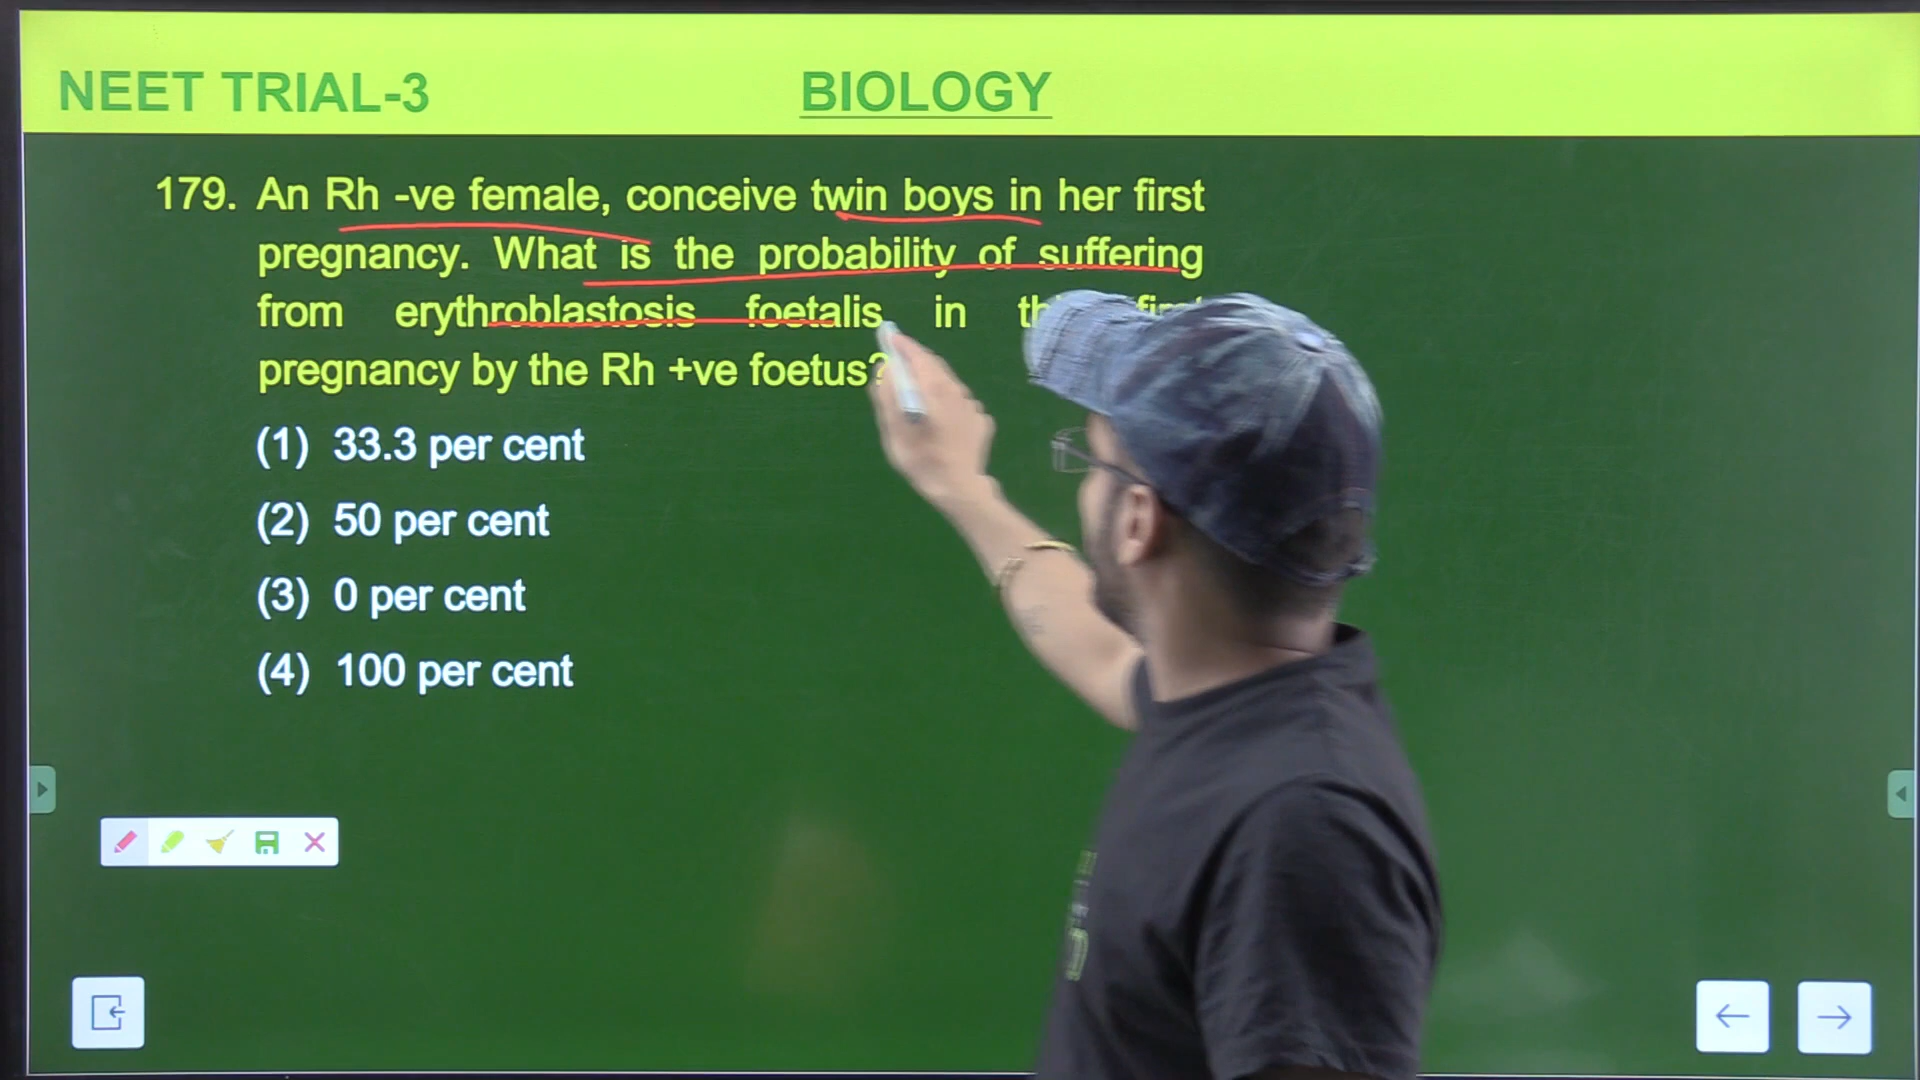 NEET TRIAL-3
BIOLOGY
179. An Rh -ve female, conceive twin boys in her first
pregnancy. What is the probability of suffering
from erythroblastosis foetalis in
pregnancy by the Rh +ve foetus?
(1) 33.3 per cent
(2) 50 per cent
(3) 0 per cent
(4) 100 per cent